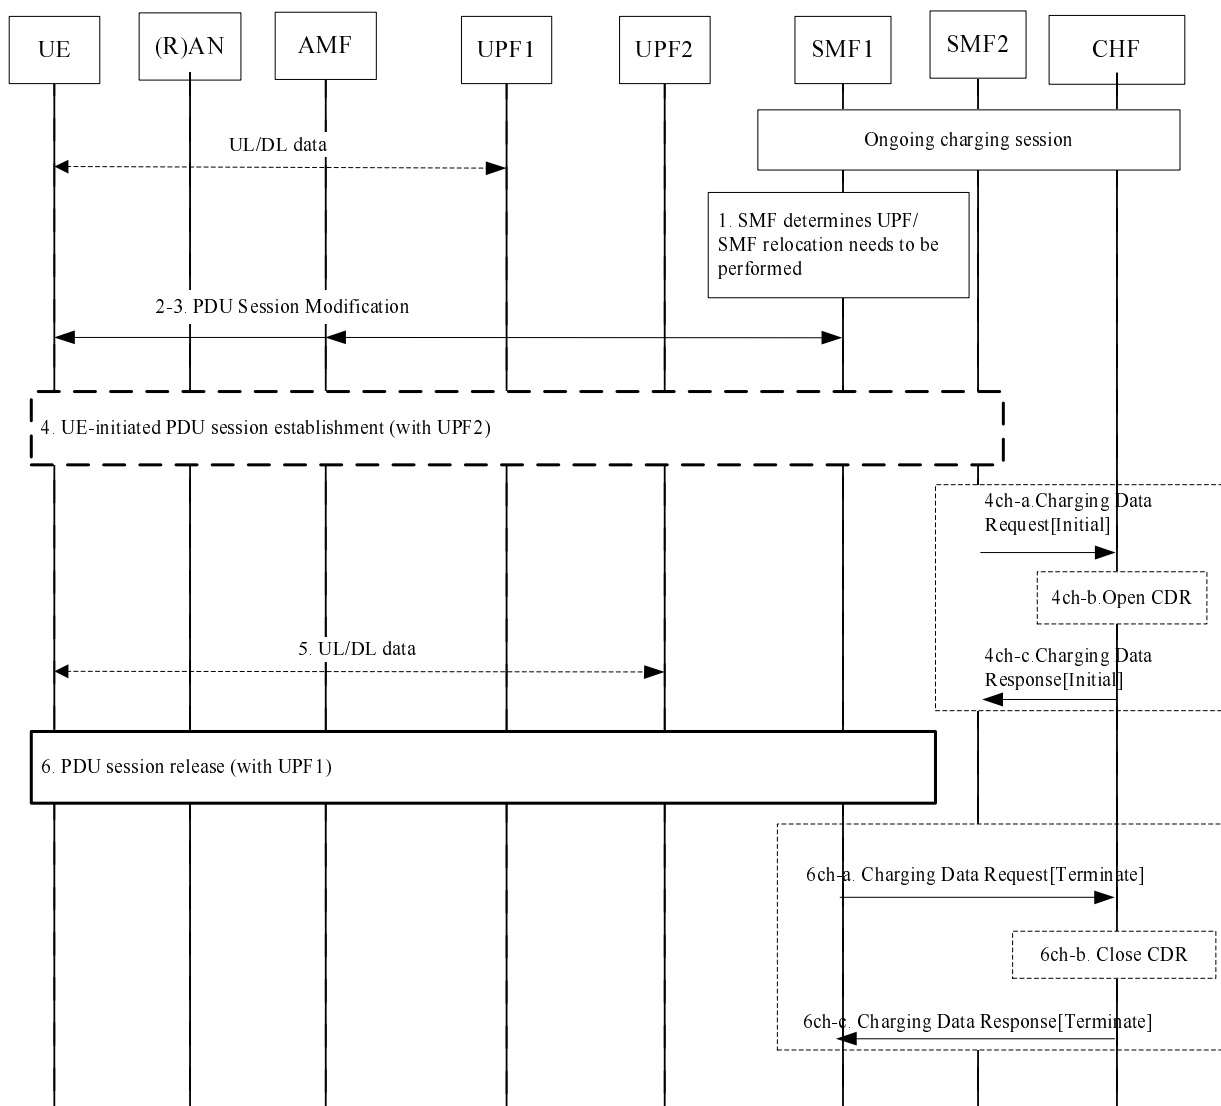 UE
(R)AN
AMF
UPF1
UPF2
SMF1
SMF2
CHF
Ongoing charging session
UL/DL data
1. SMF determines UPF/
SMF relocation needs to be
performed
2-3. PDU Session Modification
4. UE-initiated PDU session establishment (with UPF2)
4ch-a.Charging Data
Request[Initial]
4ch-b.Open CDR
5. UL/DL data
4ch-c.Charging Data
Response[Initial]
6. PDU session release (with UPF1)
6ch-a. Charging Data Request[Terminate]
6ch-b. Close CDR
6ch-c. Charging Data Response[Terminate]